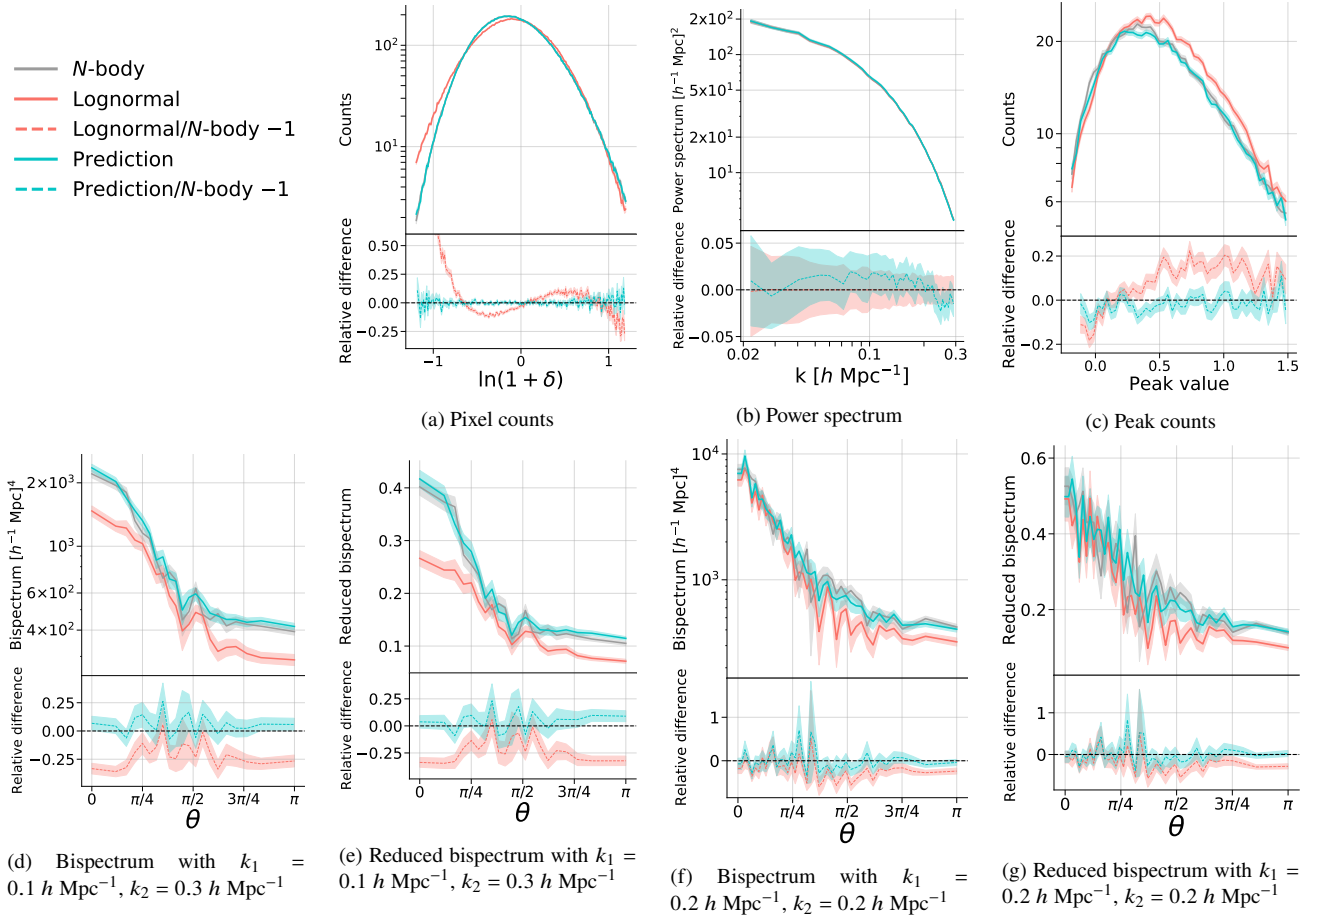 N-body
Lognormal
Lognormal/N-body −1
Prediction
Prediction/N-body −1
Counts
10²
10¹
Relative difference
0.50
0.25
0.00
−0.25
−1
0
1
ln(1 + δ)
(a) Pixel counts
Power spectrum [h⁻¹ Mpc]²
2×10²
10²
5×10¹
2×10¹
10¹
Relative difference
0.05
0.00
−0.05
0.02
0.1
0.3
k [h Mpc⁻¹]
(b) Power spectrum
Counts
20
10
6
Relative difference
0.2
0.0
−0.2
0.0
0.5
1.0
1.5
Peak value
(c) Peak counts
Bispectrum [h⁻¹ Mpc]⁴
2×10³
10³
6×10²
4×10²
Relative difference
0.25
0.00
−0.25
0
π/4
π/2
3π/4
π
θ
(d) Bispectrum with k₁ =
0.1 h Mpc⁻¹, k₂ = 0.3 h Mpc⁻¹
Reduced bispectrum
0.4
0.3
0.2
0.1
Relative difference
0.25
0.00
−0.25
0
π/4
π/2
3π/4
π
θ
(e) Reduced bispectrum with k₁ =
0.1 h Mpc⁻¹, k₂ = 0.3 h Mpc⁻¹
Bispectrum [h⁻¹ Mpc]⁴
10⁴
10³
Relative difference
1
0
0
π/4
π/2
3π/4
π
θ
(f) Bispectrum with k₁ =
0.2 h Mpc⁻¹, k₂ = 0.2 h Mpc⁻¹
Reduced bispectrum
0.6
0.4
0.2
Relative difference
1
0
0
π/4
π/2
3π/4
π
θ
(g) Reduced bispectrum with k₁ =
0.2 h Mpc⁻¹, k₂ = 0.2 h Mpc⁻¹